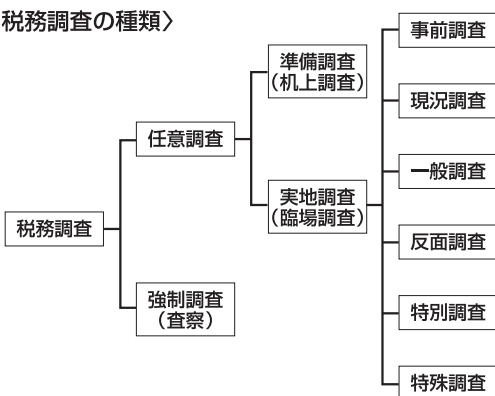 税務調査の種類〉
税務調査
任意調査
強制調査
（査察）
準備調査
（机上調査）
実地調査
（臨場調査）
事前調査
現況調査
一般調査
反面調査
特別調査
特殊調査